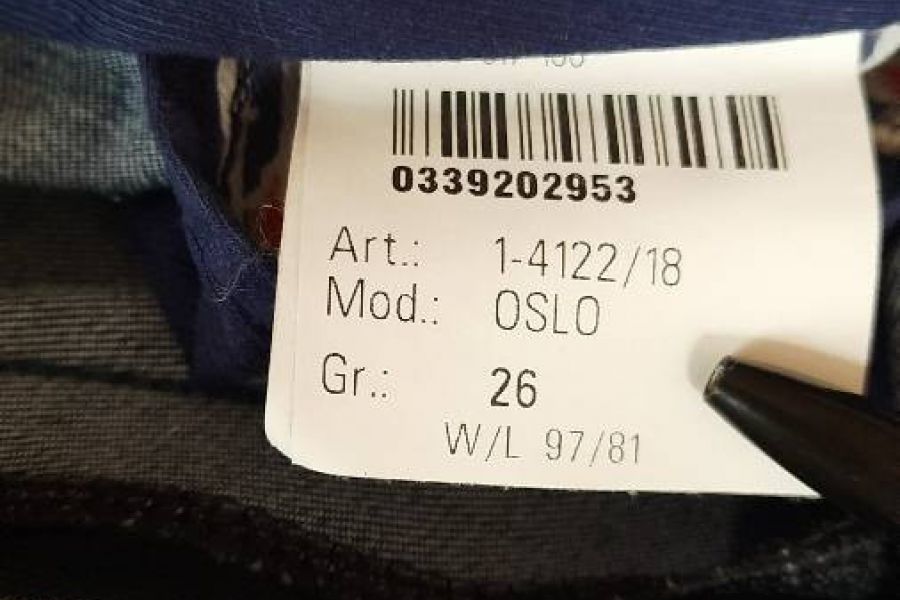 0339202953
Art.: 1-4122/18
Mod.: OSLO
Gr.: 26
W/L 97/81